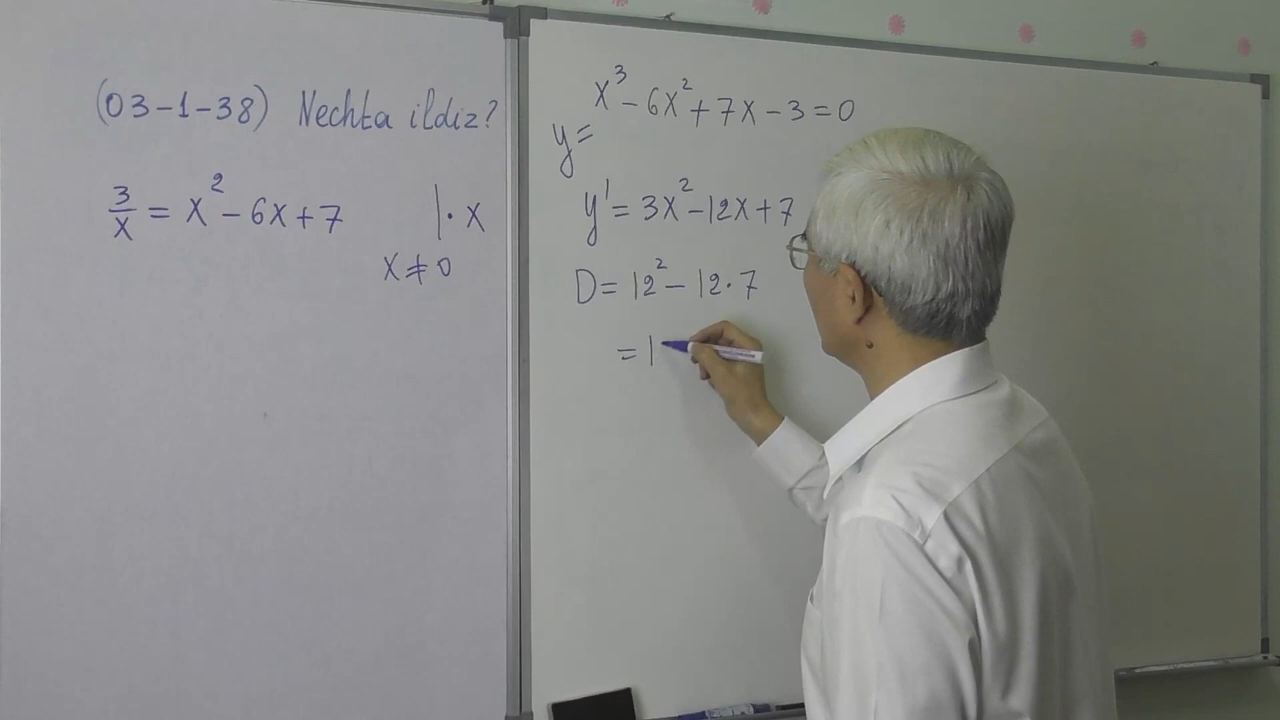 (03-1-38) Nechta ildiz?
3/x = x² - 6x + 7 | · x
x ≠ 0
x³ - 6x² + 7x - 3 = 0
y =
y' = 3x² - 12x + 7
D = 12² - 12 · 7
= 1